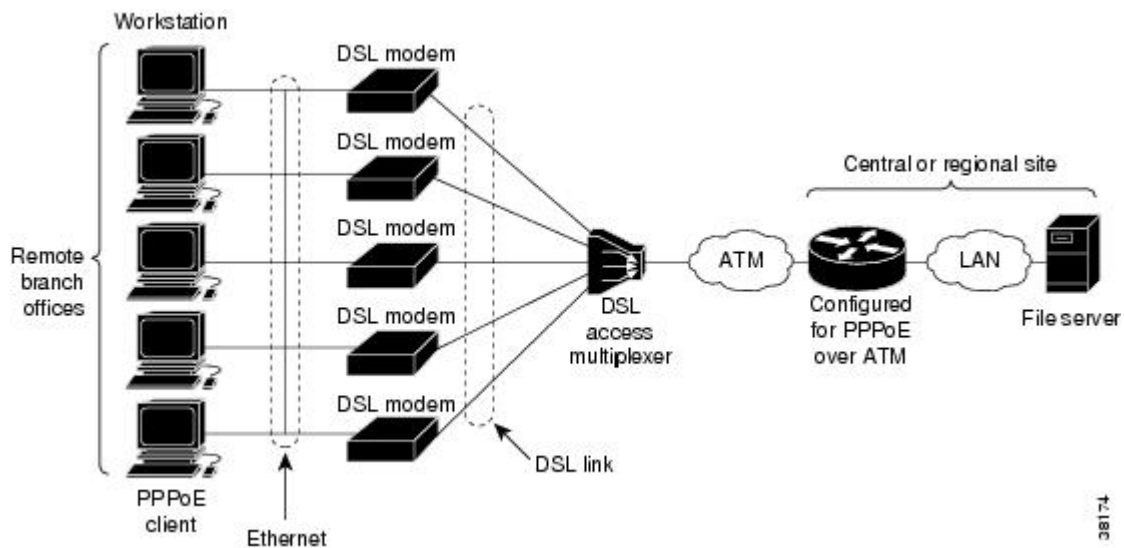 Workstation
DSL modem
DSL modem
DSL modem
DSL modem
DSL modem
Remote
branch
offices
PPPoE
client
Ethernet
DSL link
DSL
access
multiplexer
ATM
Central or regional site
Configured
for PPPoE
over ATM
LAN
File server
38174